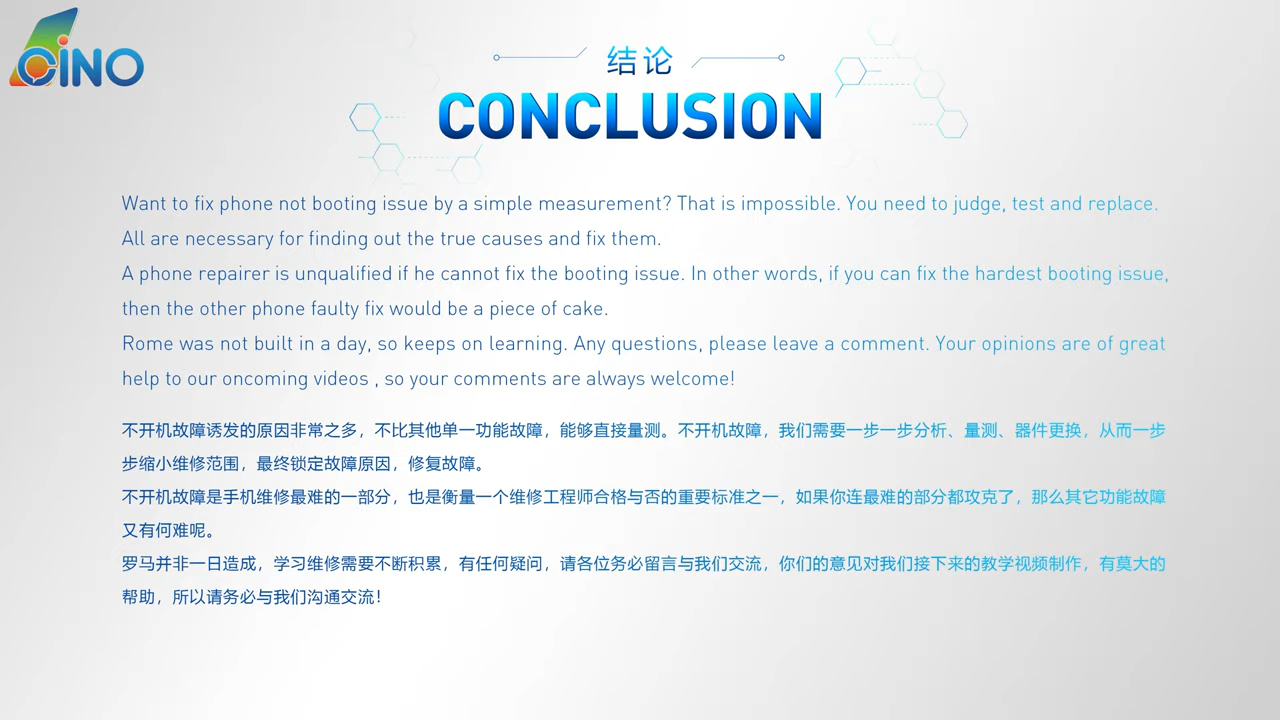 OiNO
结论
CONCLUSION
Want to fix phone not booting issue by a simple measurement? That is impossible. You need to judge, test and replace.
All are necessary for finding out the true causes and fix them.
A phone repairer is unqualified if he cannot fix the booting issue. In other words, if you can fix the hardest booting issue,
then the other phone faulty fix would be a piece of cake.
Rome was not built in a day, so keeps on learning. Any questions, please leave a comment. Your opinions are of great
help to our oncoming videos , so your comments are always welcome!
不开机故障诱发的原因非常之多，不比其他单一功能故障，能够直接量测。不开机故障，我们需要一步一步分析、量测、器件更换，从而一步
步缩小维修范围，最终锁定故障原因，修复故障。
不开机故障是手机维修最难的一部分，也是衡量一个维修工程师合格与否的重要标准之一，如果你连最难的部分都攻克了，那么其它功能故障
又有何难呢。
罗马并非一日造成，学习维修需要不断积累，有任何疑问，请各位务必留言与我们交流，你们的意见对我们接下来的教学视频制作，有莫大的
帮助，所以请务必与我们沟通交流！